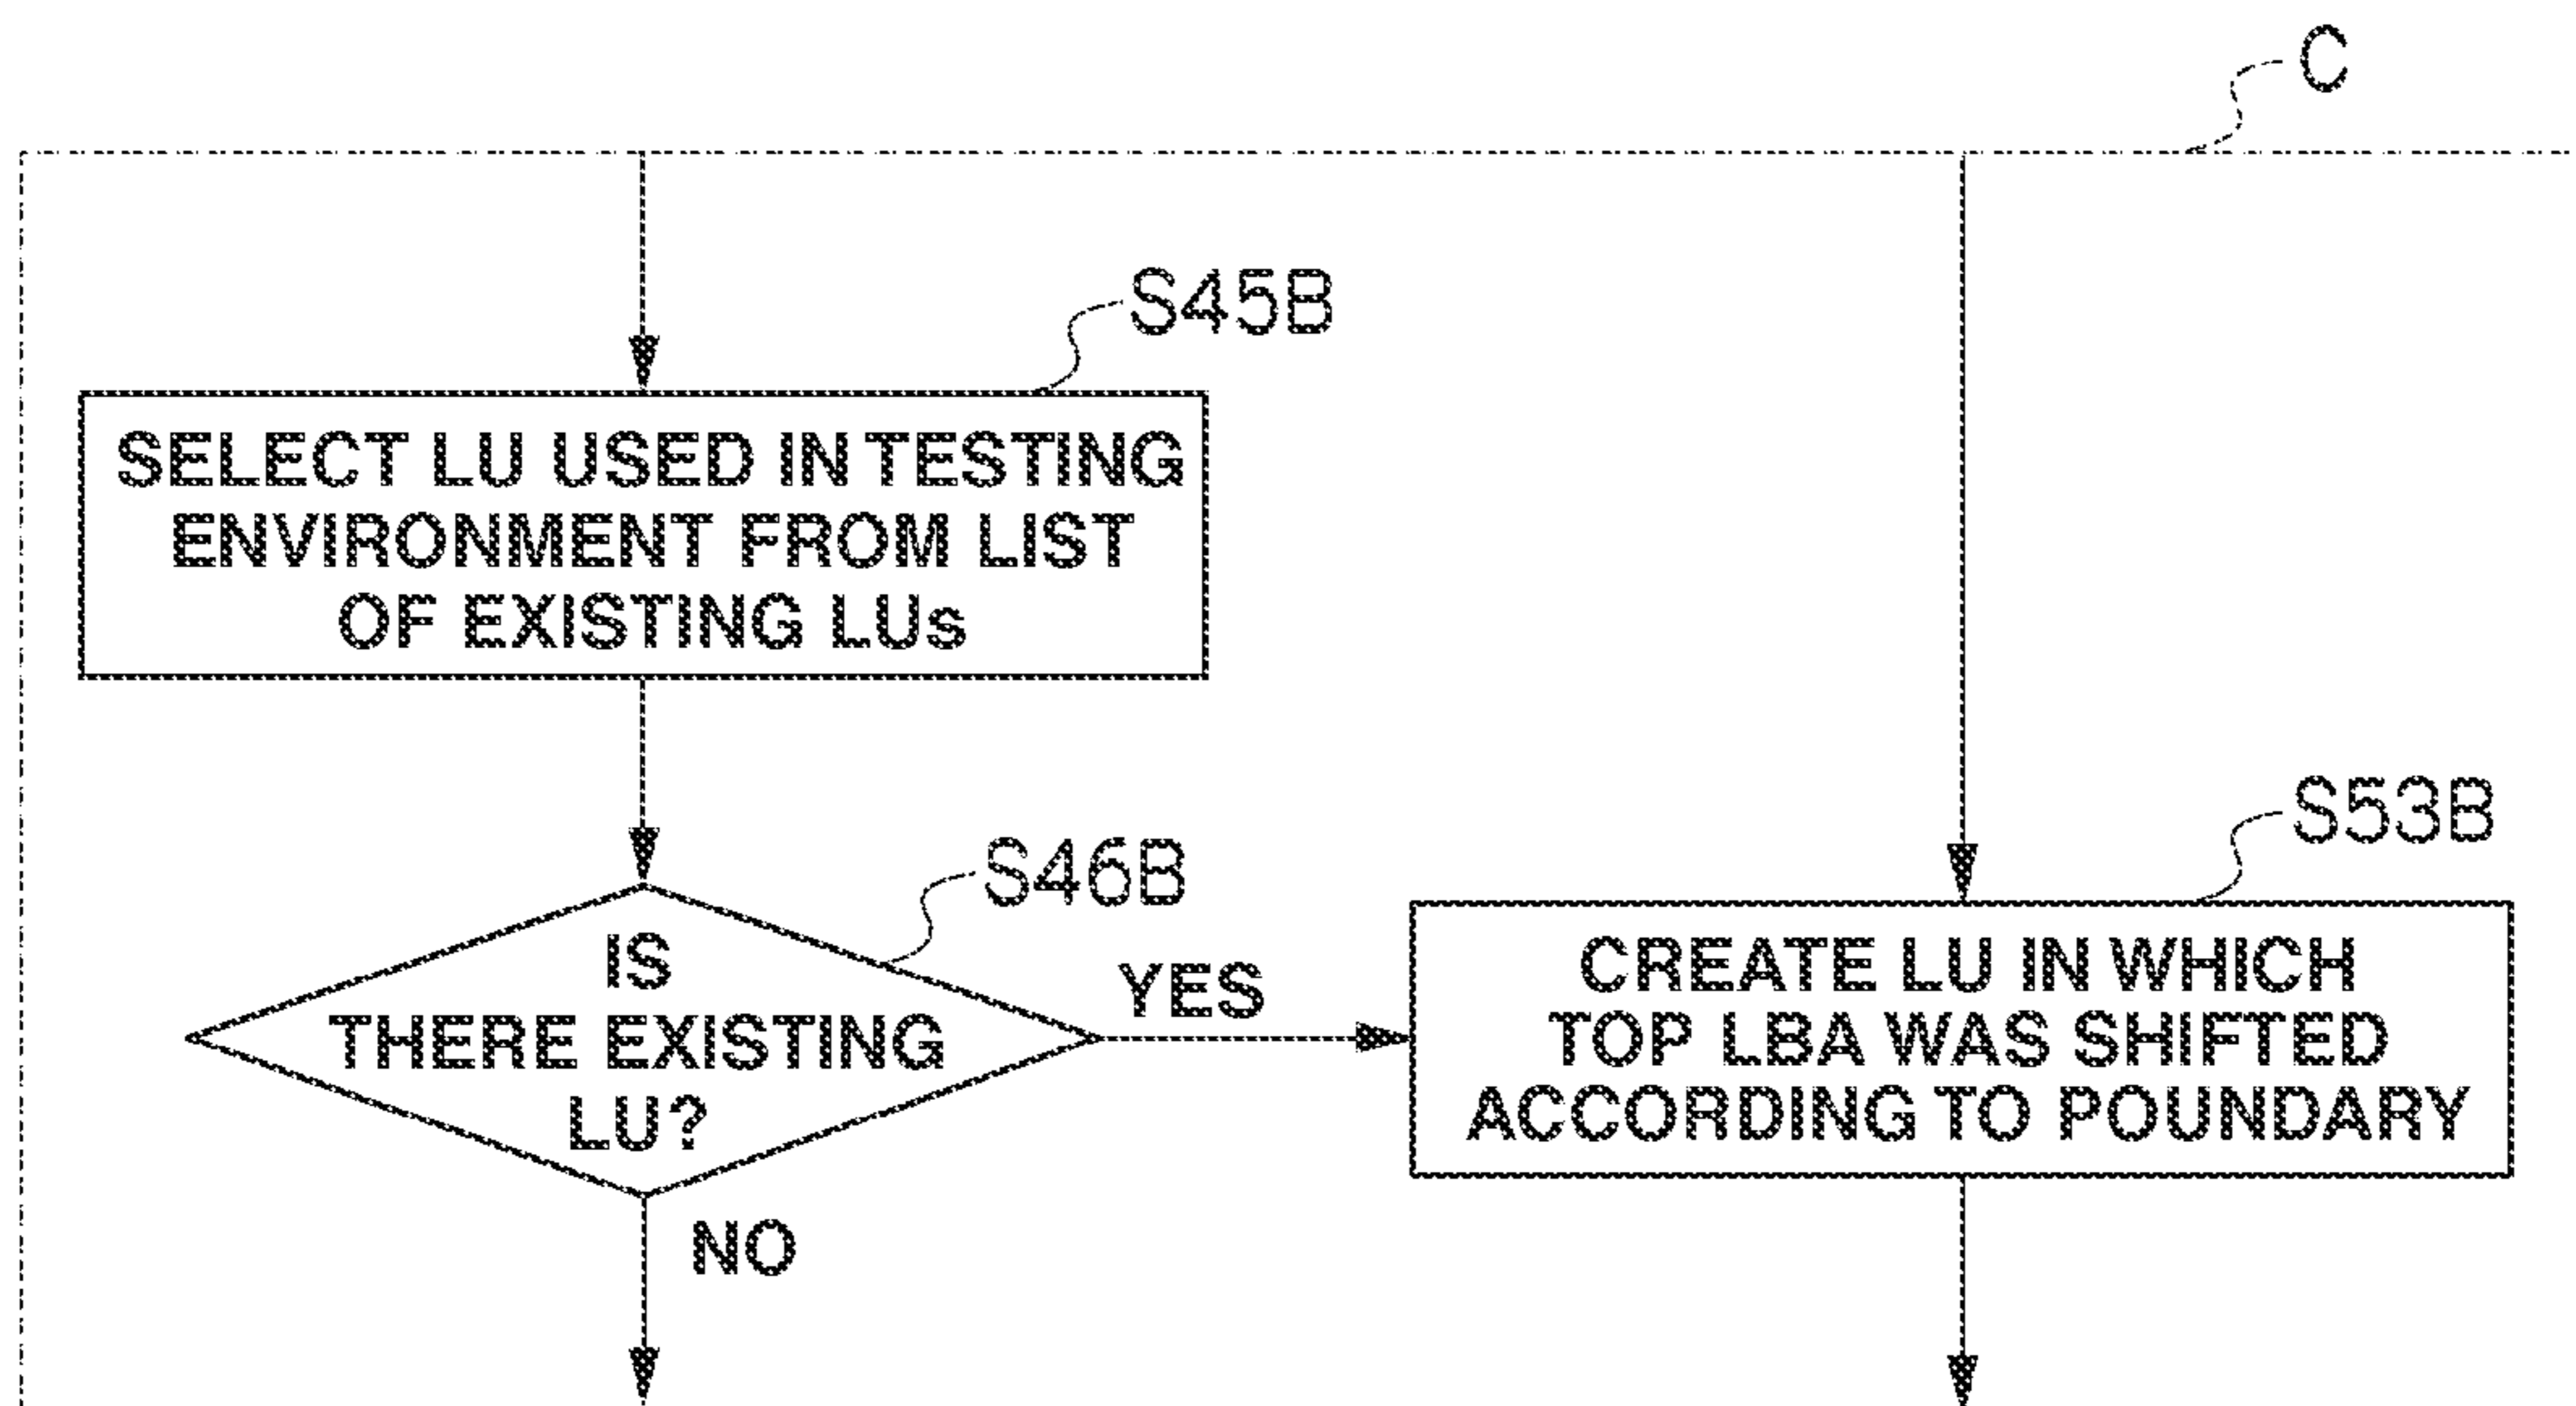 C
S45B
SELECT LU USED IN TESTING
ENVIRONMENT FROM LIST
OF EXISTING LUs
S46B
IS
THERE EXISTING
LU?
YES
NO
S53B
CREATE LU IN WHICH
TOP LBA WAS SHIFTED
ACCORDING TO POUNDARY